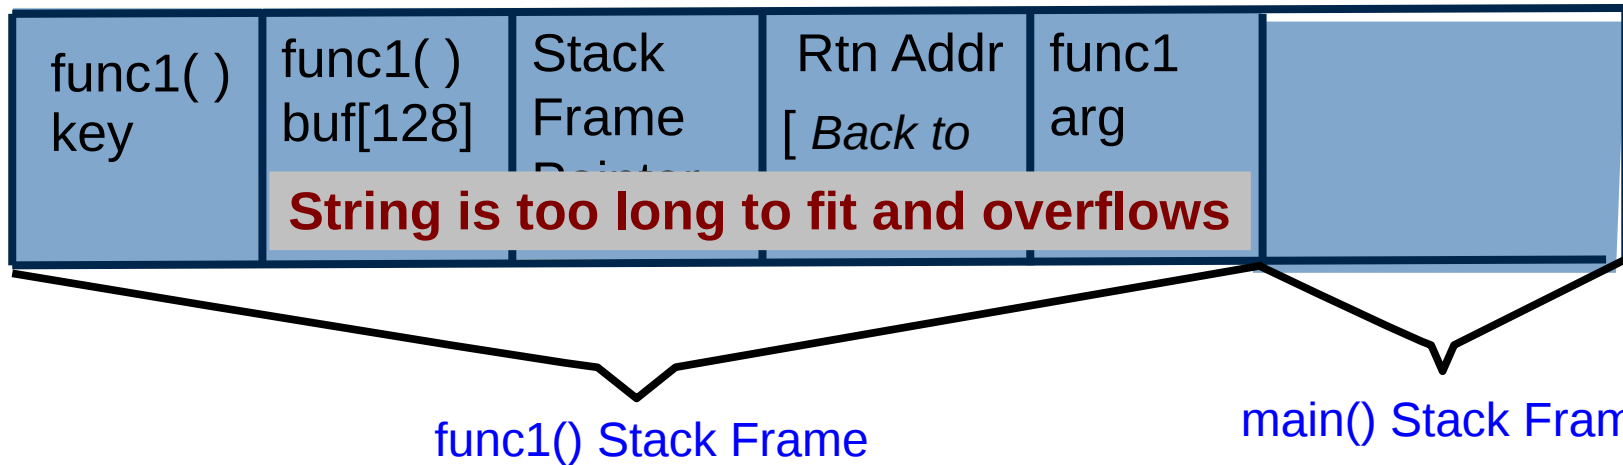 func1( )
key
func1( )
buf[128]
Stack
Frame
Rtn Addr
[ Back to
func1
arg
String is too long to fit and overflows
func1() Stack Frame
main() Stack Fram